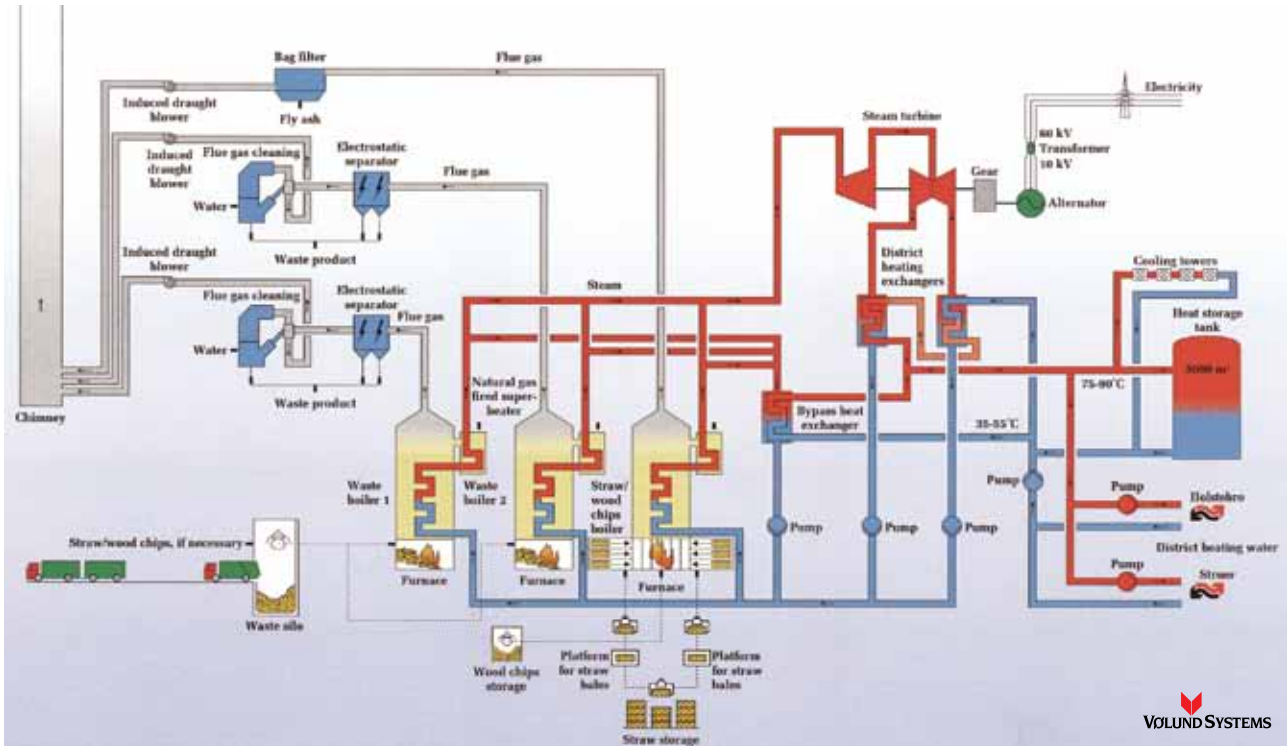 Bag filter
Flue gas
Induced draught
blower
Fly ash
Induced
draught
blower
Flue gas cleaning
Electrostatic
separator
Flue gas
Water
Waste product
Induced draught
blower
Flue gas cleaning
Electrostatic
separator
Flue gas
Water
Waste product
Chimney
Steam turbine
Electricity
60 kV
Transformer
10 kV
Gear
Alternator
Steam
District
heating
exchangers
Cooling towers
Heat storage
tank
75-90°C
Natural gas
fired super-
heater
Bypass heat
exchanger
35-55°C
Waste
boiler 1
Waste
boiler 2
Straw/
wood
chips
boiler
Pump
Pump
Pump
Pump
Pump
Holstebro
District heating water
Pump
Struer
Straw/wood chips, if necessary
Furnace
Furnace
Furnace
Waste silo
Wood chips
storage
Platform
for straw
bales
Platform
for straw
bales
Straw storage
VØLUND SYSTEMS